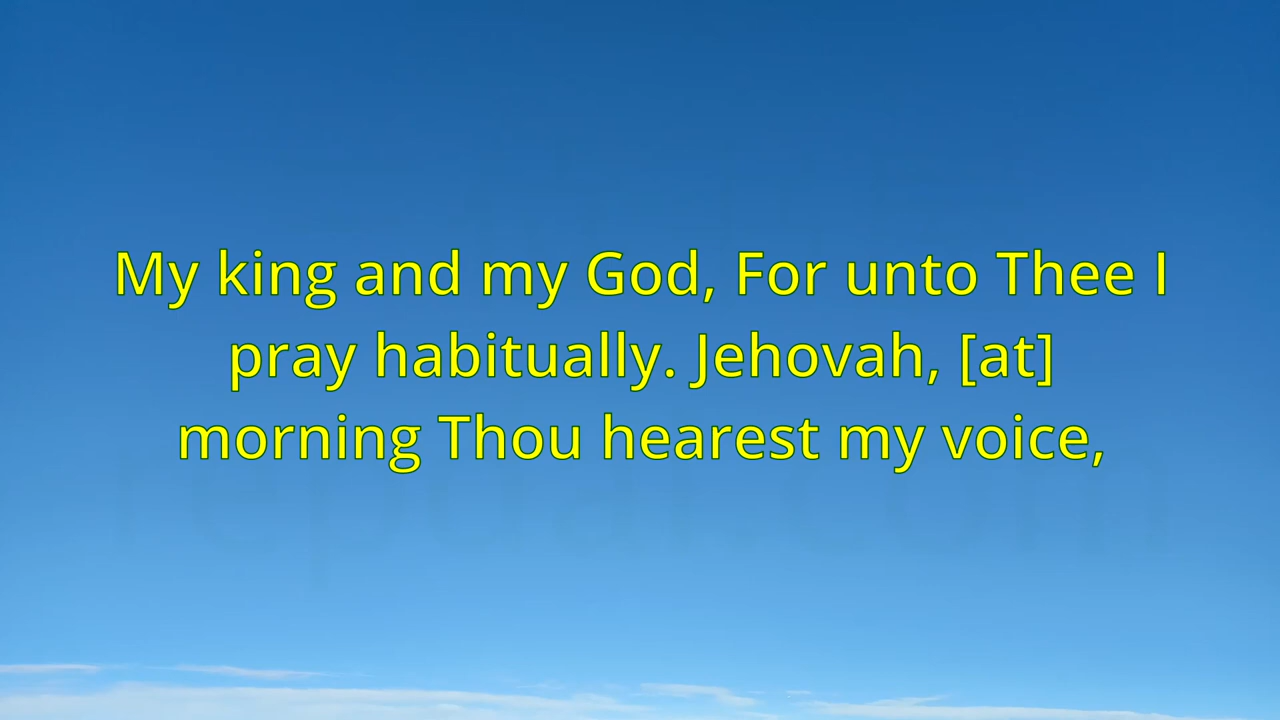 My king and my God, For unto Thee I
pray habitually. Jehovah, [at]
morning Thou hearest my voice,